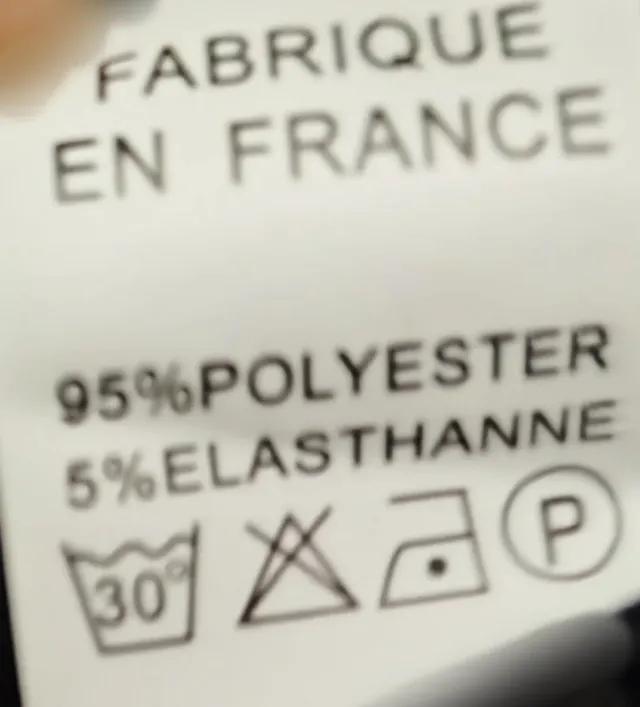 FABRIQUE
EN FRANCE
95%POLYESTER
5%ELASTHANNE
30° P